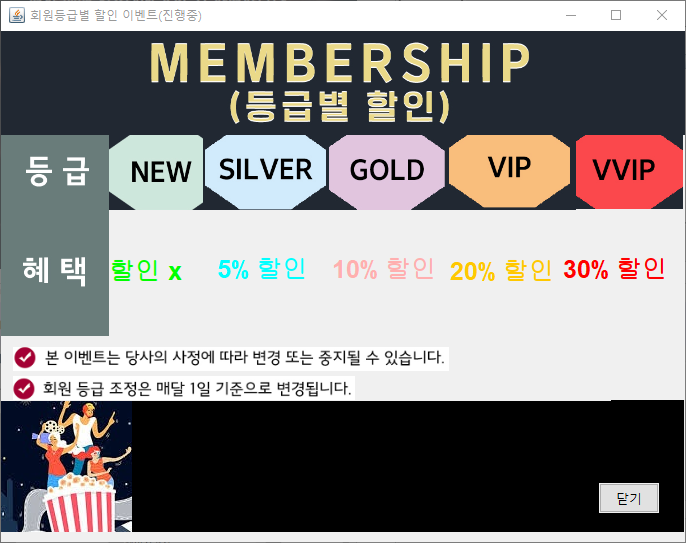 회원등급별 할인 이벤트(진행중)
MEMBERSHIP
(등급별 할인)
등 급 NEW SILVER GOLD VIP VVIP
혜 택 할인 x 5% 할인 10% 할인 20% 할인 30% 할인
본 이벤트는 당사의 사정에 따라 변경 또는 중지될 수 있습니다.
회원 등급 조정은 매달 1일 기준으로 변경됩니다.
닫기